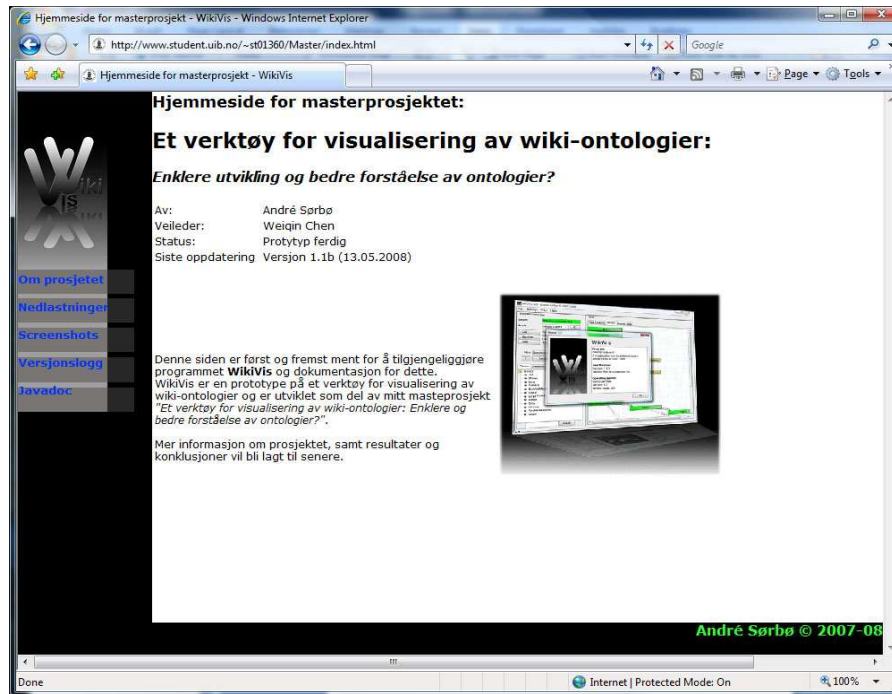 Hjemmeside for masterprosjekt - WikiVis - Windows Internet Explorer
http://www.student.uib.no/~st01360/Master/index.html
Google
Hjemmeside for masterprosjekt - WikiVis
Page
Tools
Hjemmeside for masterprosjektet:
Et verktøy for visualisering av wiki-ontologier:
Enklere utvikling og bedre forståelse av ontologier?
Wiki
Vis
Av: André Sørbø
Veileder: Weiqin Chen
Status: Protytyp ferdig
Siste oppdatering Versjon 1.1b (13.05.2008)
Om prosjetet
Nedlastninger
Screenshots
Versjonslogg
Javadoc
Denne siden er først og fremst ment for å tilgjengeliggjøre
programmet WikiVis og dokumentasjon for dette.
WikiVis er en prototype på et verktøy for visualisering av
wiki-ontologier og er utviklet som del av mitt masteprosjekt
"Et verktøy for visualisering av wiki-ontologier: Enklere og
bedre forståelse av ontologier?".
Mer informasjon om prosjektet, samt resultater og
konklusjoner vil bli lagt til senere.
WikiVis
André Sørbø © 2007-08
Done
Internet | Protected Mode: On
100%